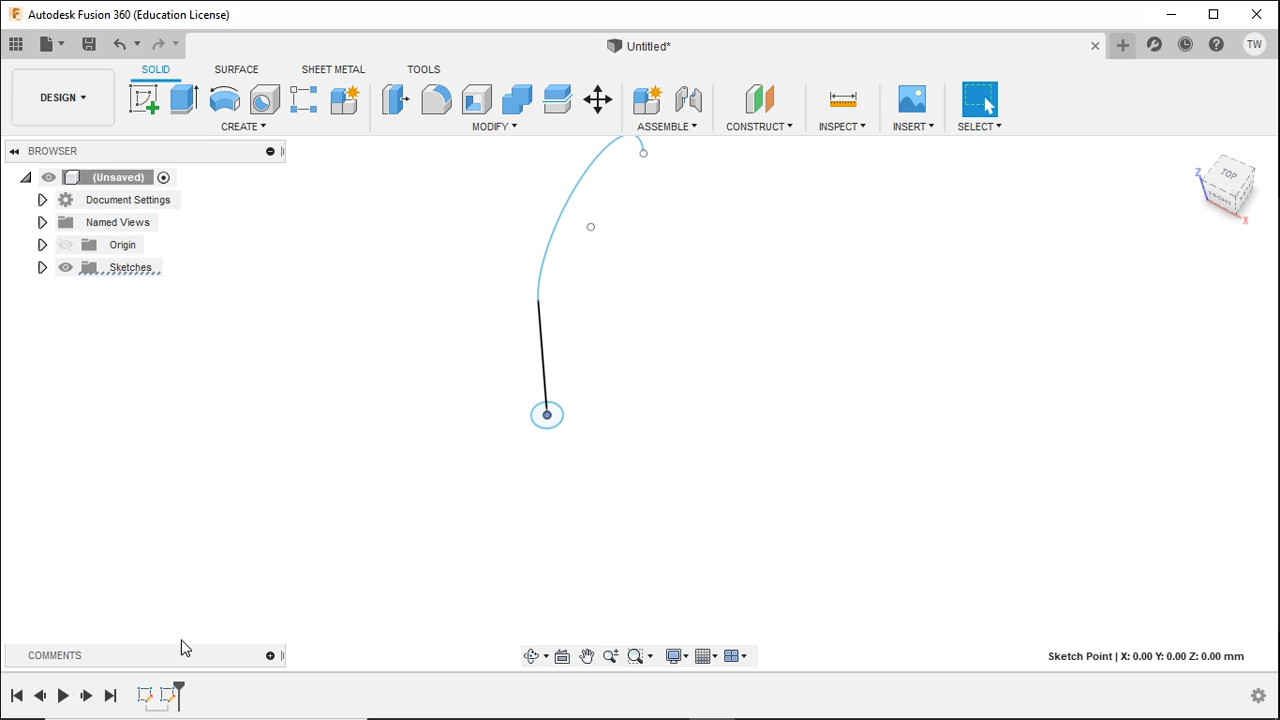 Autodesk Fusion 360 (Education License)
Untitled*
TW
SOLID SURFACE SHEET METAL TOOLS
DESIGN
CREATE MODIFY ASSEMBLE CONSTRUCT INSPECT INSERT SELECT
BROWSER
(Unsaved)
Document Settings
Named Views
Origin
Sketches
TOP
FRONT
Z
X
COMMENTS
Sketch Point | X: 0.00 Y: 0.00 Z: 0.00 mm